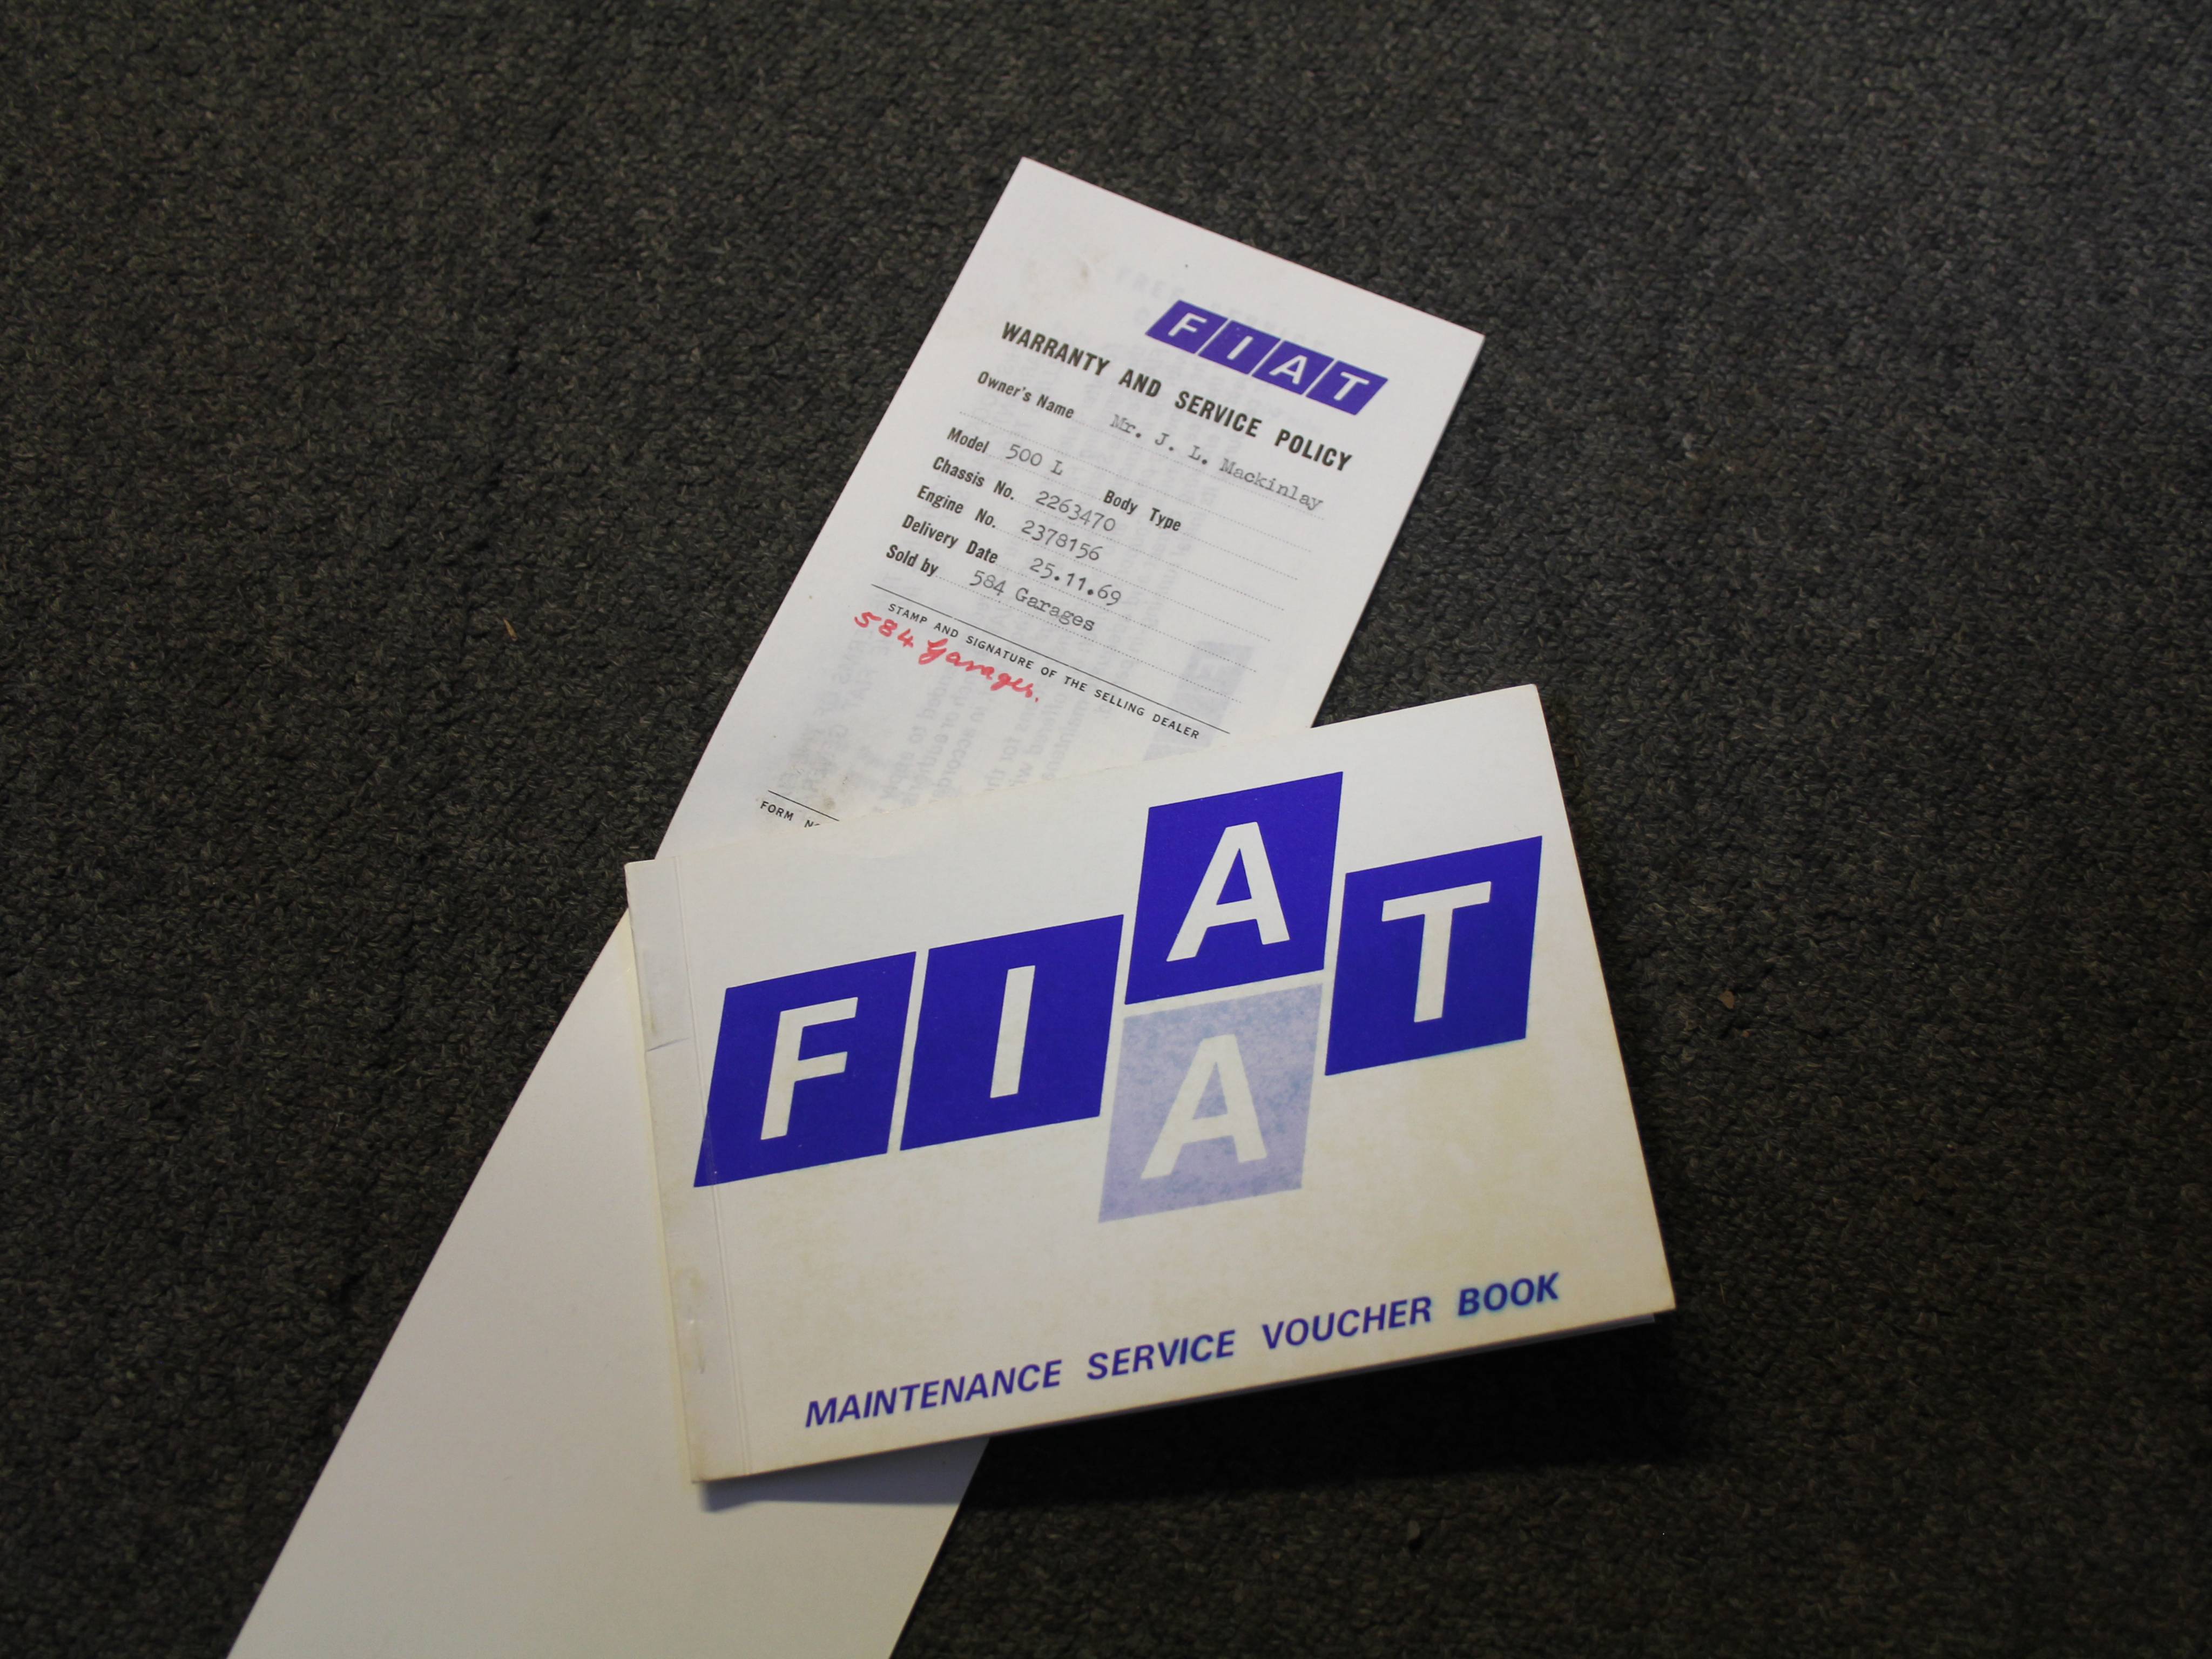 FIAT
WARRANTY AND SERVICE POLICY
Owner's Name Mr. J. L. Mackinlay
Model 500 L Body Type
Chassis No. 2263470
Engine No. 2378156
Delivery Date 25.11.69
Sold by 584 Garages
STAMP AND SIGNATURE OF THE SELLING DEALER
584 Garages.
FORM
FIAT
A
MAINTENANCE SERVICE VOUCHER BOOK